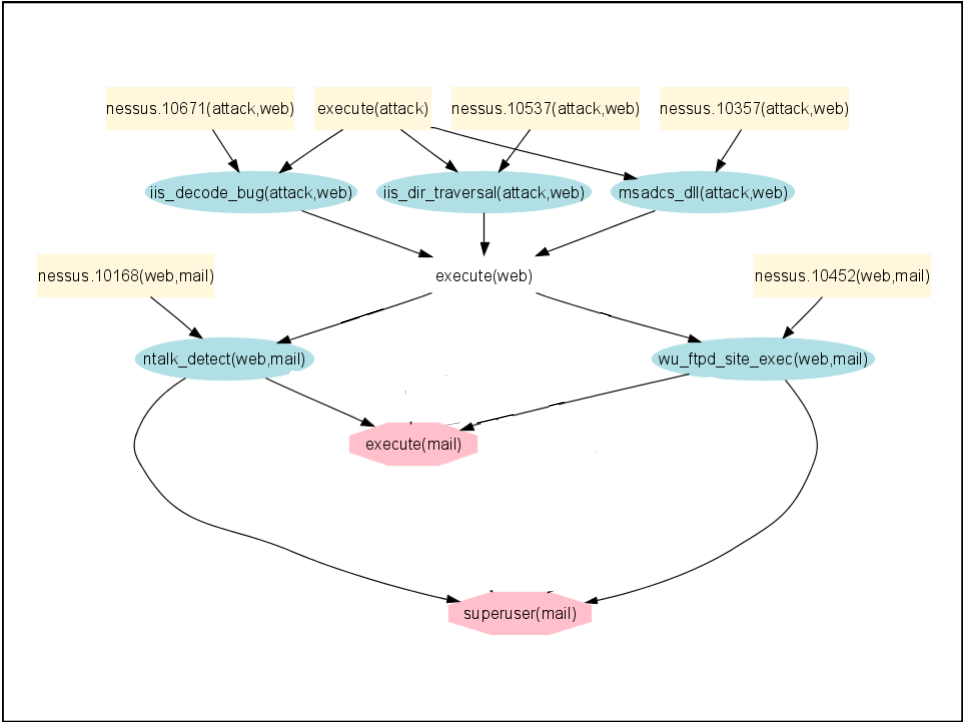 nessus.10671(attack,web)
execute(attack)
nessus.10537(attack,web)
nessus.10357(attack,web)
iis_decode_bug(attack,web)
iis_dir_traversal(attack,web)
msadcs_dll(attack,web)
nessus.10168(web,mail)
execute(web)
nessus.10452(web,mail)
ntalk_detect(web,mail)
wu_ftpd_site_exec(web,mail)
execute(mail)
superuser(mail)